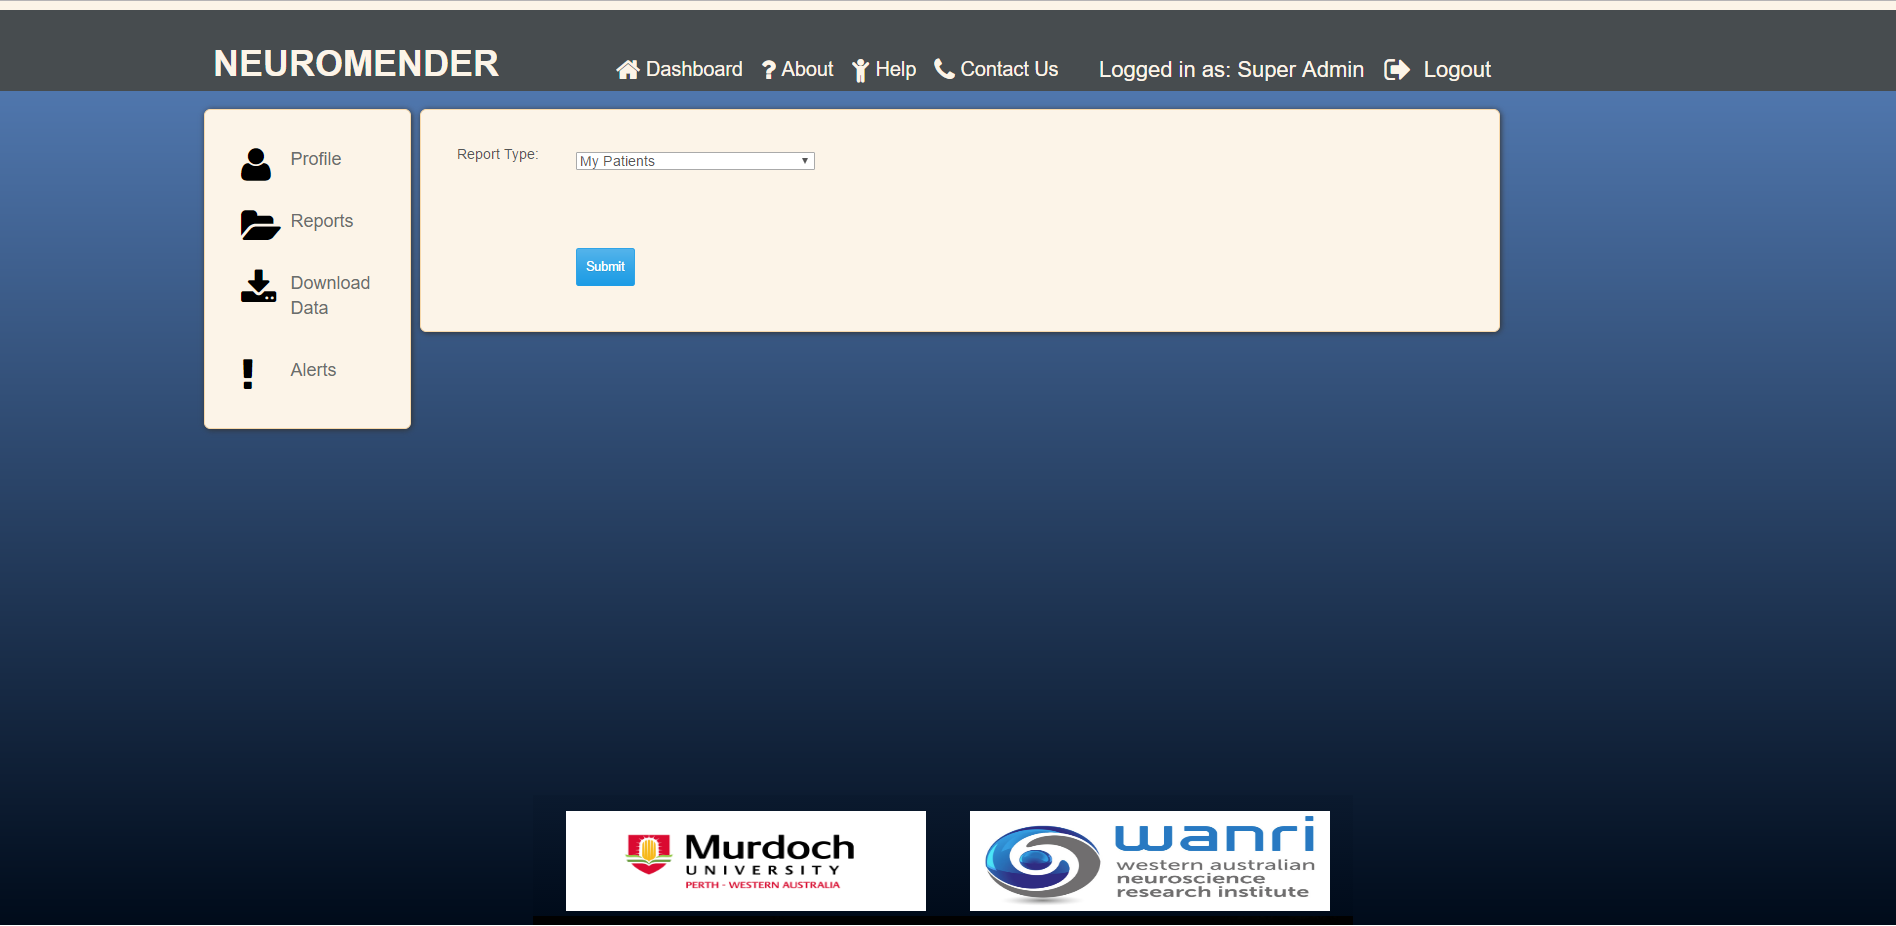 NEUROMENDER
Dashboard
? About
Help
Contact Us
Logged in as: Super Admin
Logout
Profile
Reports
Download
Data
! Alerts
Report Type:
My Patients
Submit
Murdoch
UNIVERSITY
PERTH - WESTERN AUSTRALIA
wanri
western australian
neuroscience
research institute